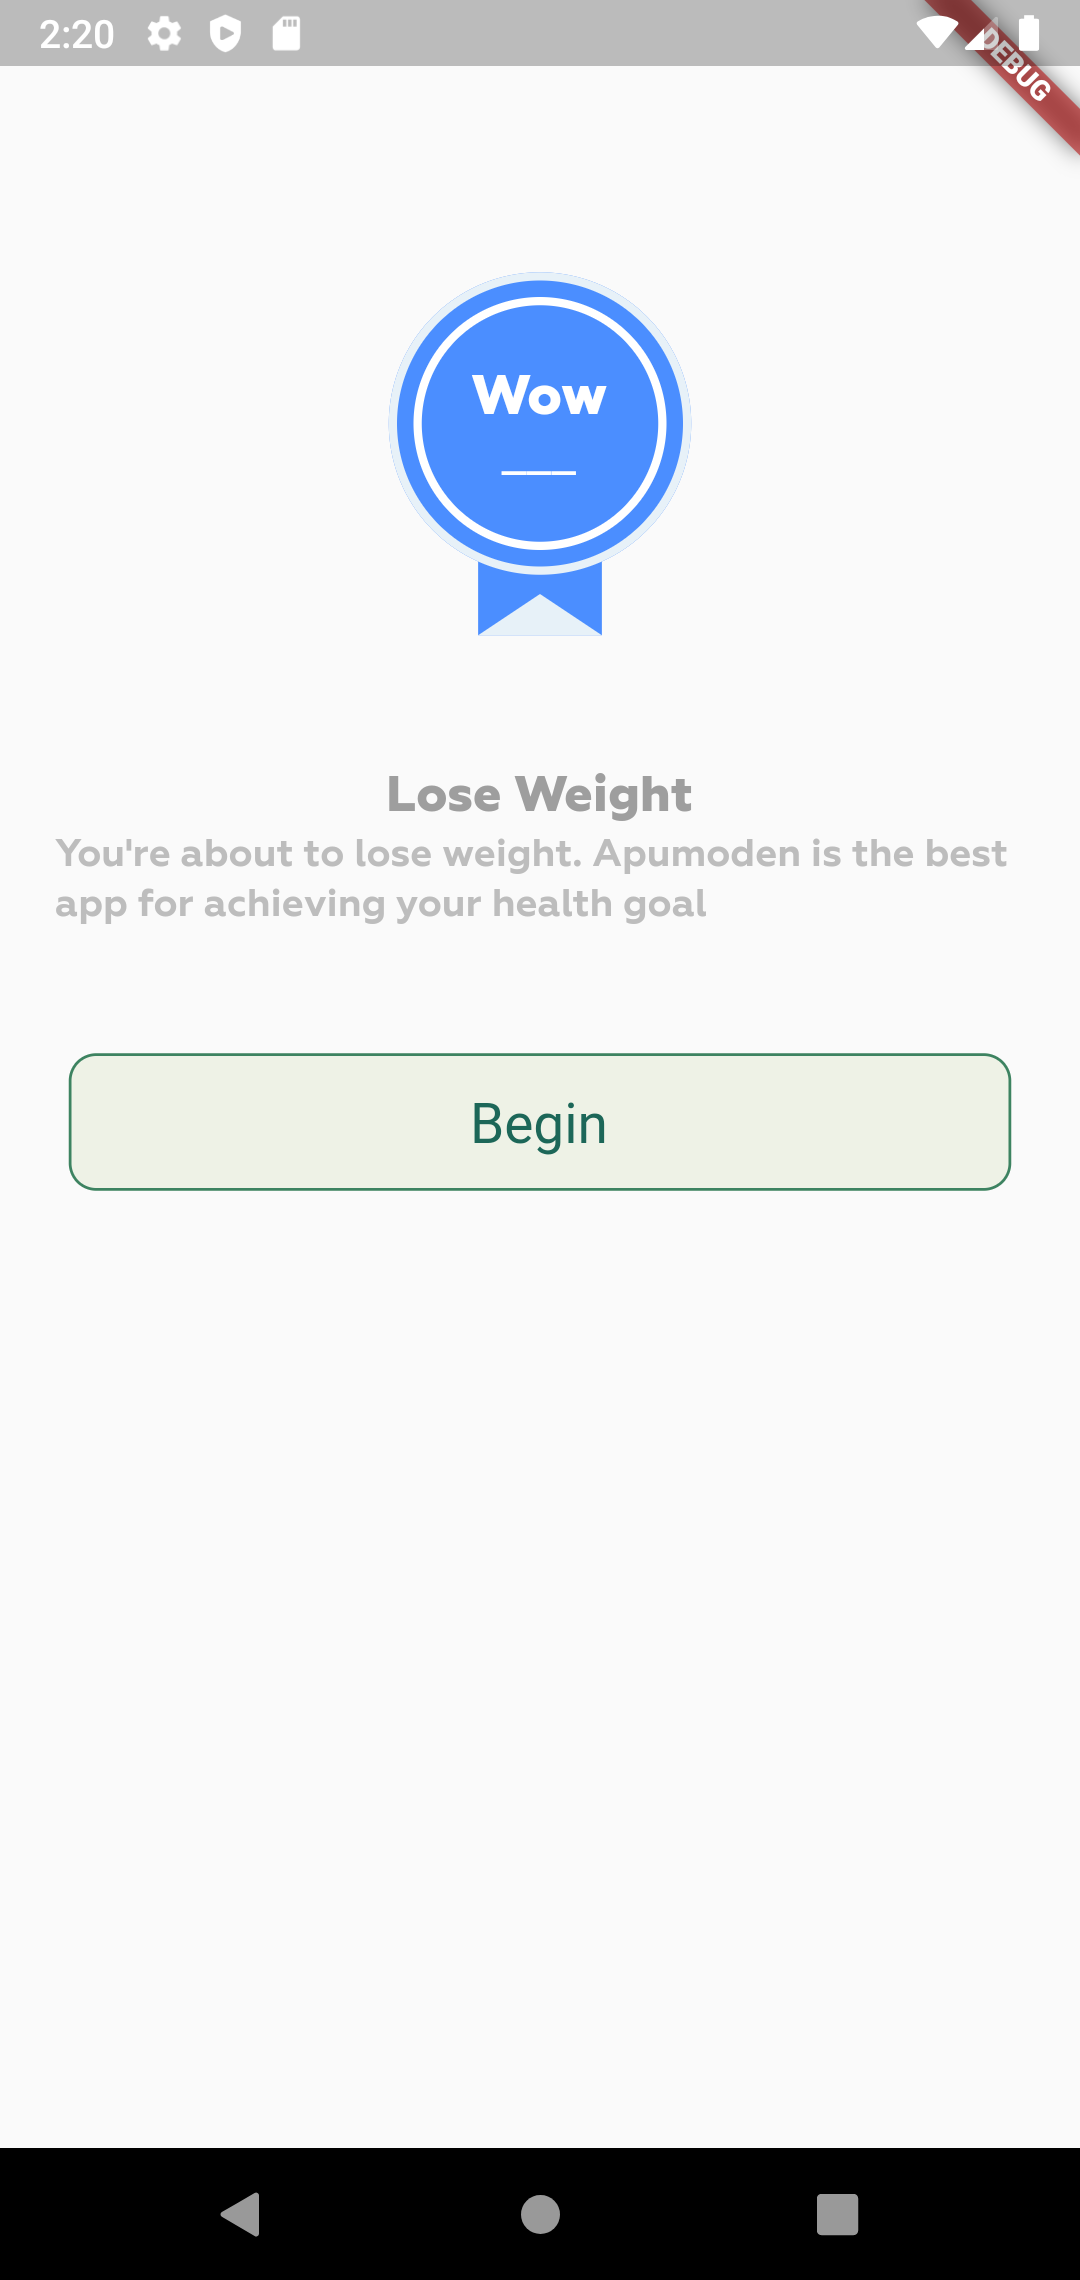 2:20
DEBUG
Wow
___
Lose Weight
You're about to lose weight. Apumoden is the best
app for achieving your health goal
Begin